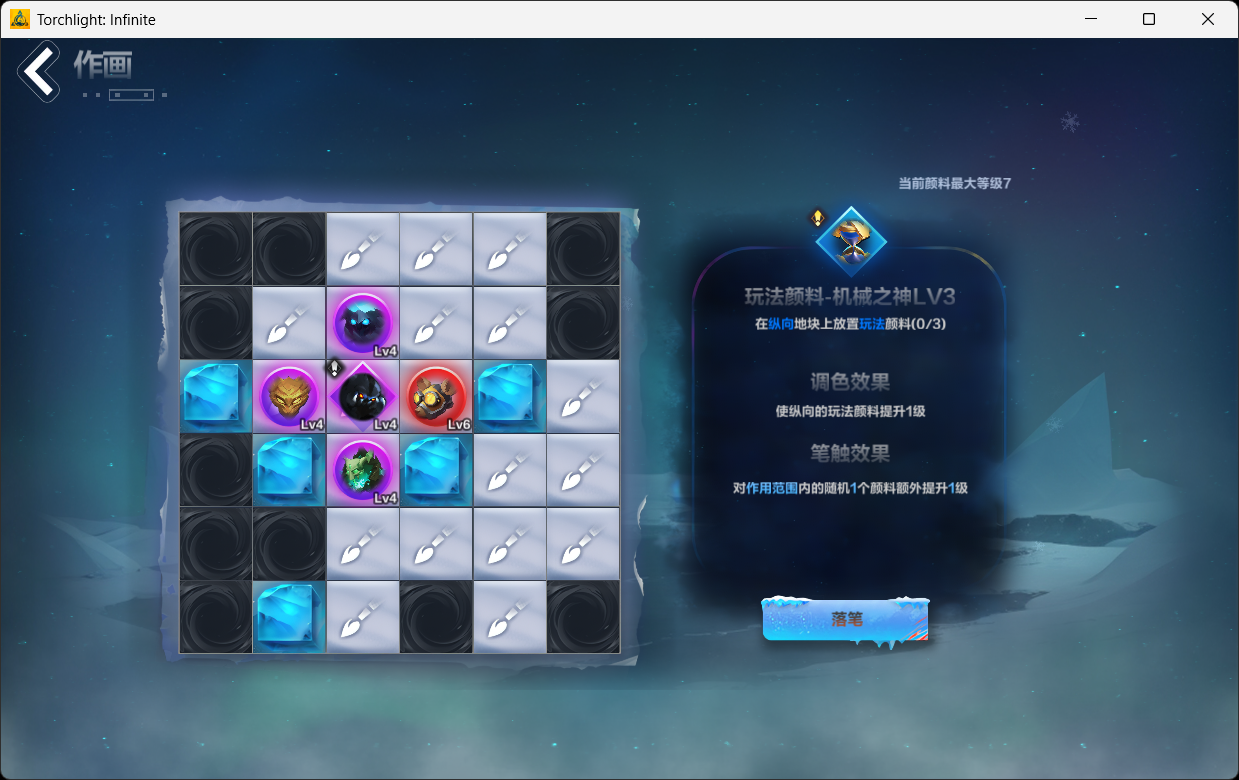 Torchlight: Infinite
作画
当前颜料最大等级7
玩法颜料-机械之神LV3
在纵向地块上放置玩法颜料(0/3)
Lv4
调色效果
Lv4
Lv4
Lv6
使纵向的玩法颜料提升1级
笔触效果
对作用范围内的随机1个颜料额外提升1级
Lv4
落笔